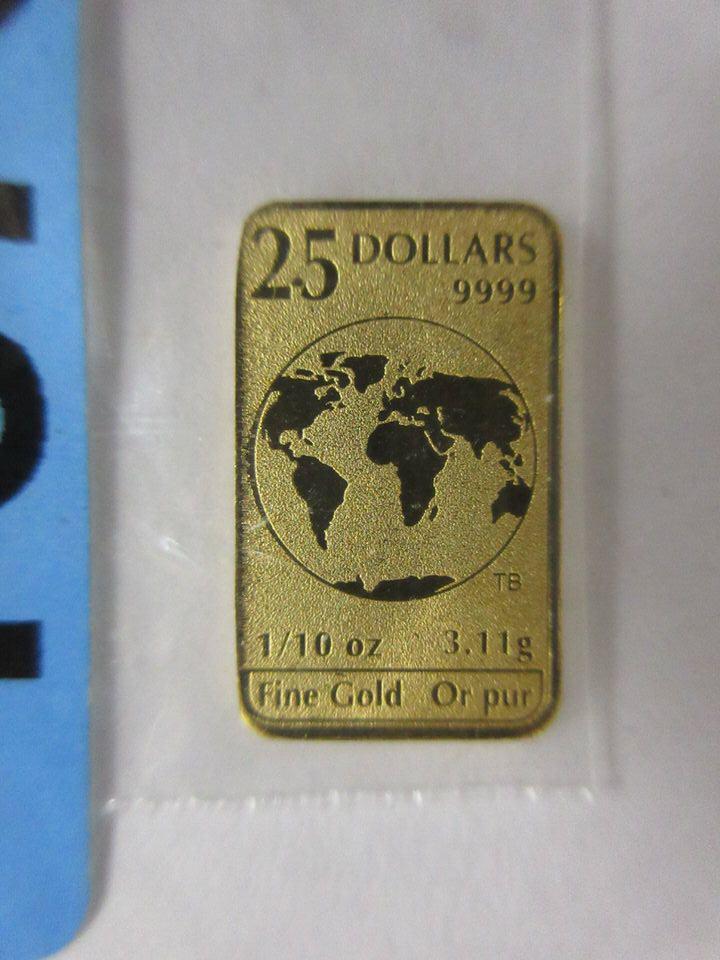 25 DOLLARS
9999
TB
1/10 oz 3.11g
Fine Gold Or pur